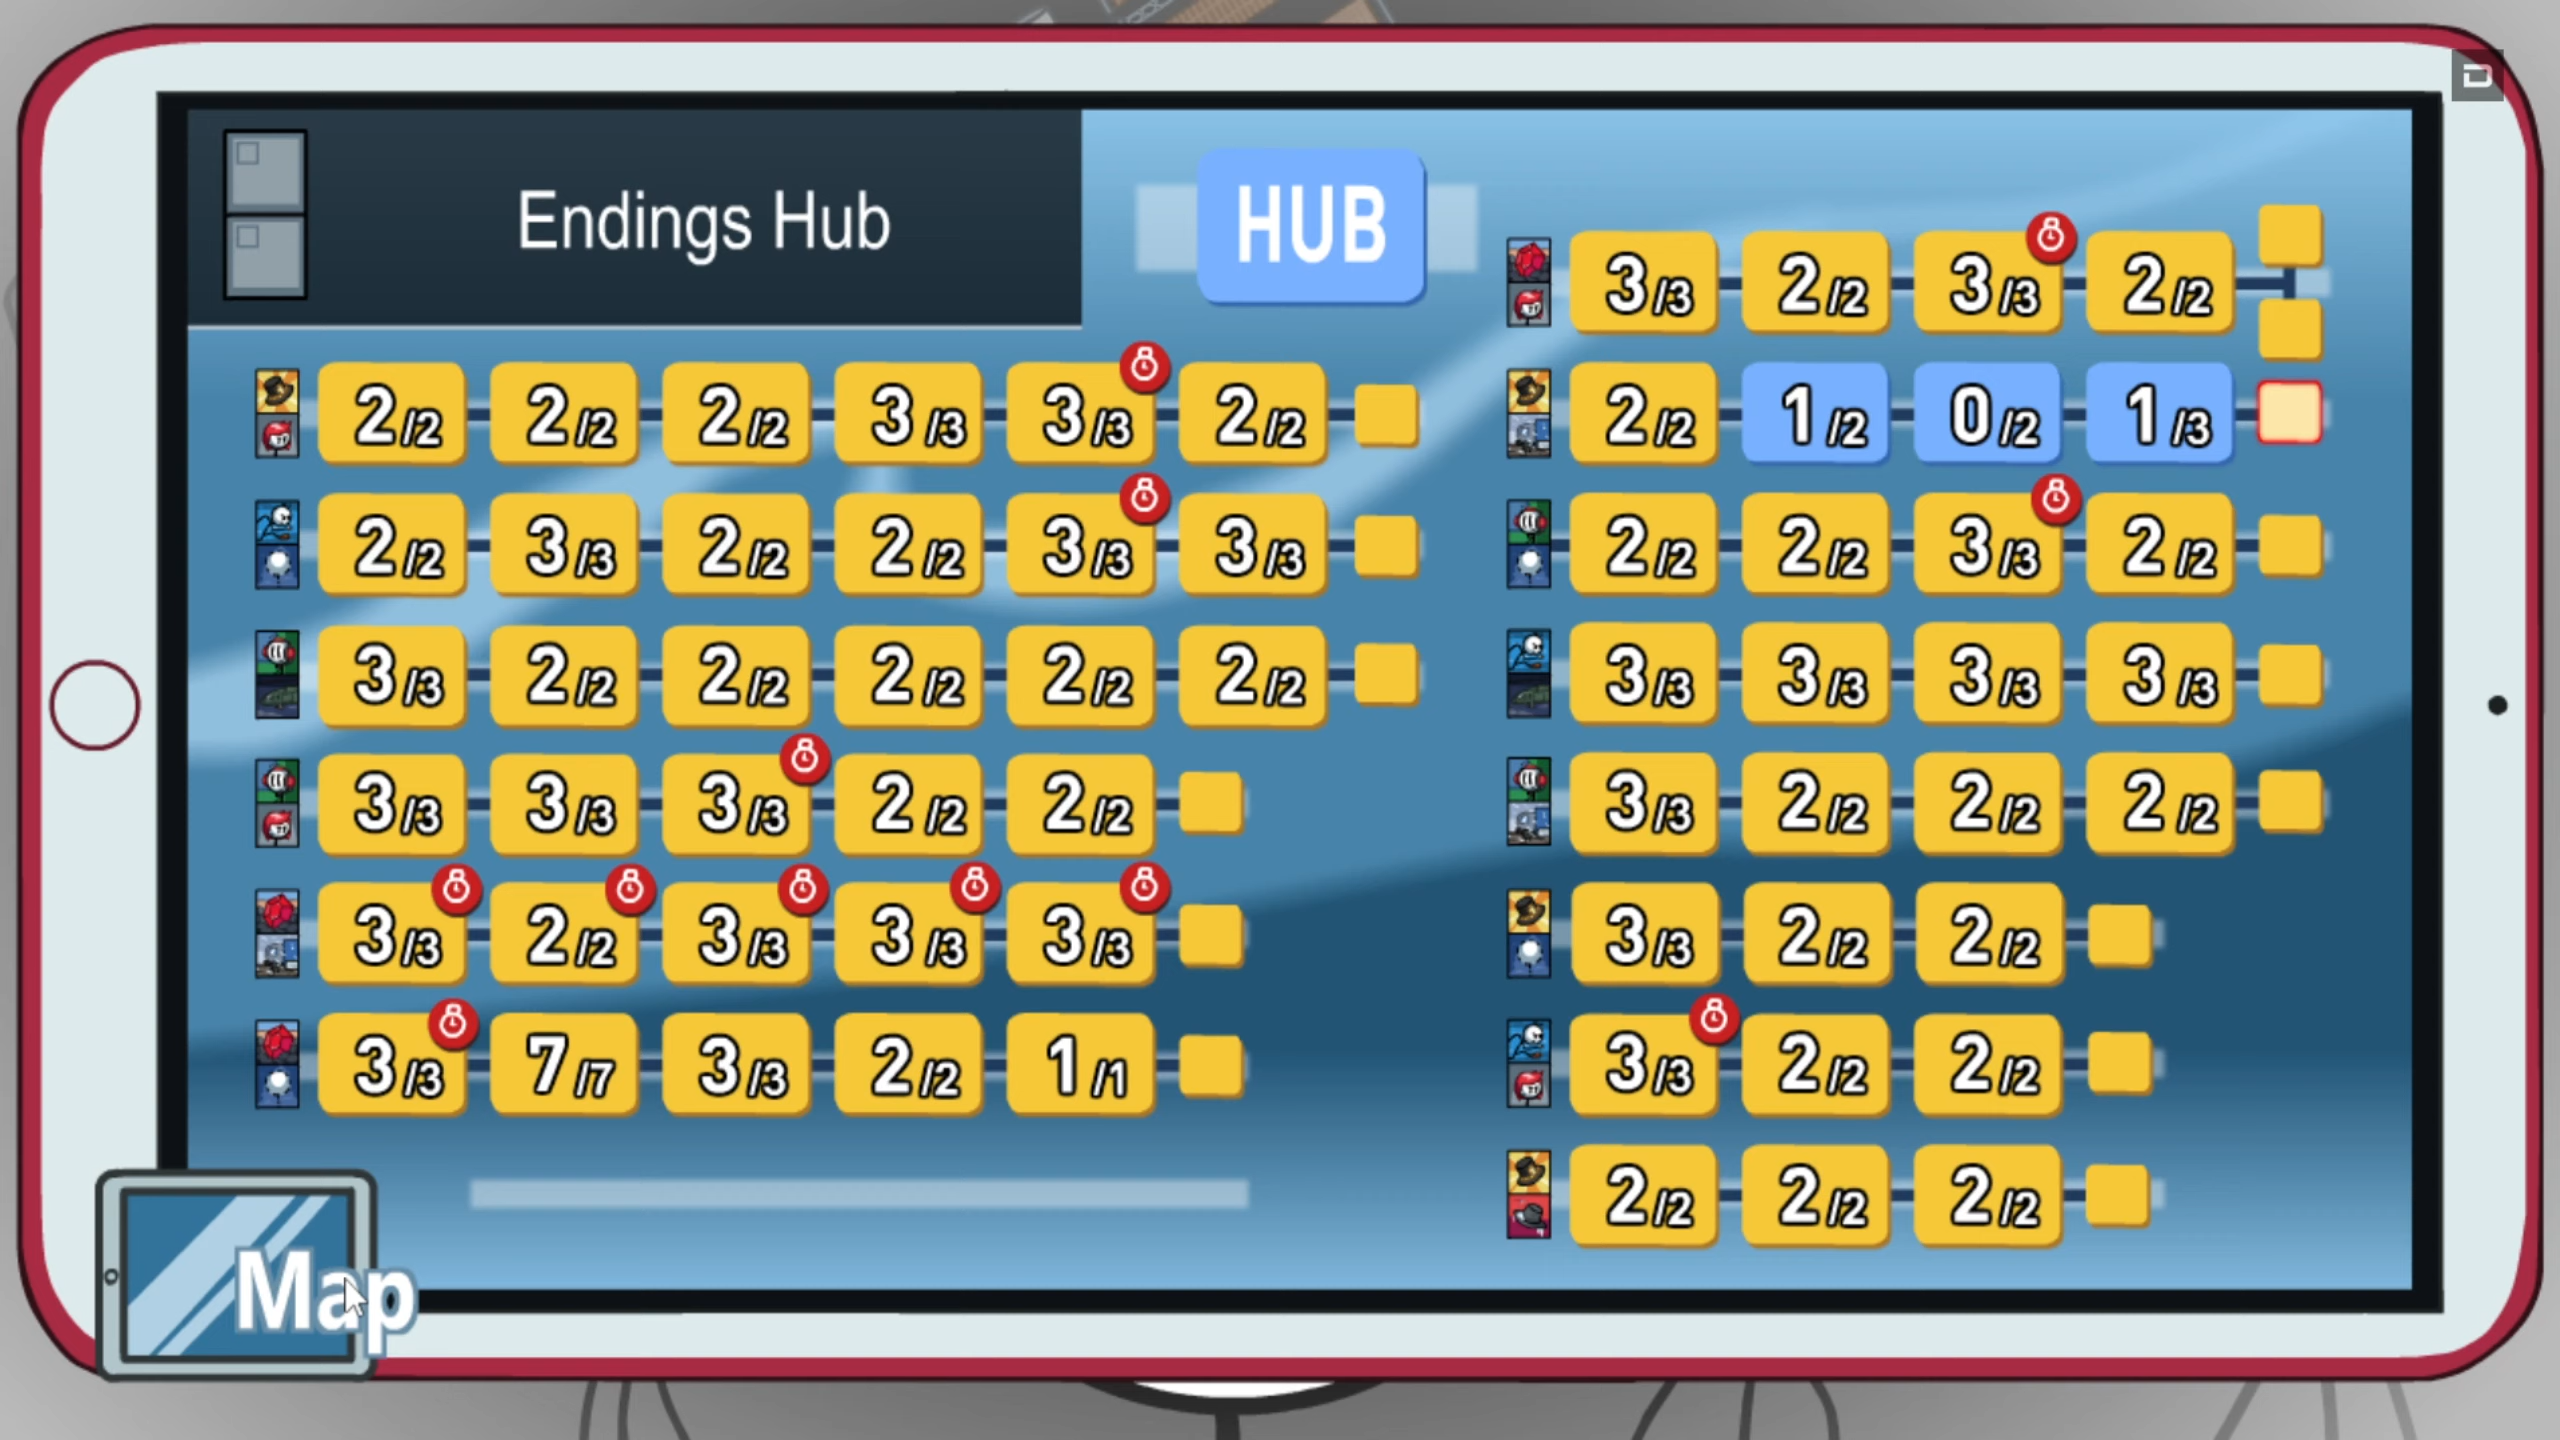 Endings Hub
HUB
2/2 2/2 2/2 3/3 3/3 2/2
2/2 3/3 2/2 2/2 3/3 3/3
3/3 2/2 2/2 2/2 2/2 2/2
3/3 3/3 3/3 2/2 2/2
3/3 2/2 3/3 3/3 3/3
3/3 7/7 3/3 2/2 1/1
3/3 2/2 3/3 2/2
2/2 1/2 0/2 1/3
2/2 2/2 3/3 2/2
3/3 3/3 3/3 3/3
3/3 2/2 2/2 2/2
3/3 2/2 2/2
3/3 2/2 2/2
2/2 2/2 2/2
Map